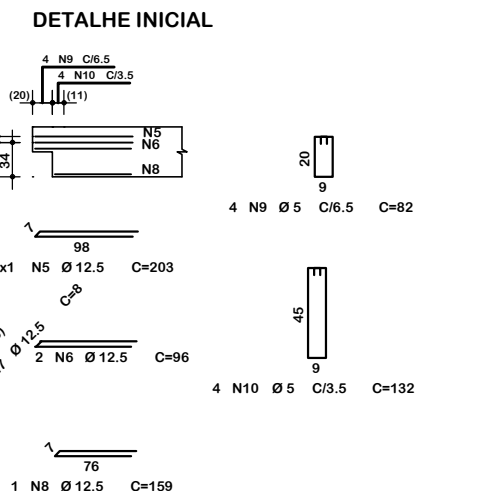 DETALHE INICIAL
4 N9 C/6.5
4 N10 C/3.5
(20) (11)
N5
N6
34
N8
20
9
4 N9 Ø 5 C/6.5 C=82
7
98
x1 N5 Ø 12.5 C=203
C=8
45
Ø 12.5
2 N6 Ø 12.5 C=96
9
4 N10 Ø 5 C/3.5 C=132
7
76
1 N8 Ø 12.5 C=159